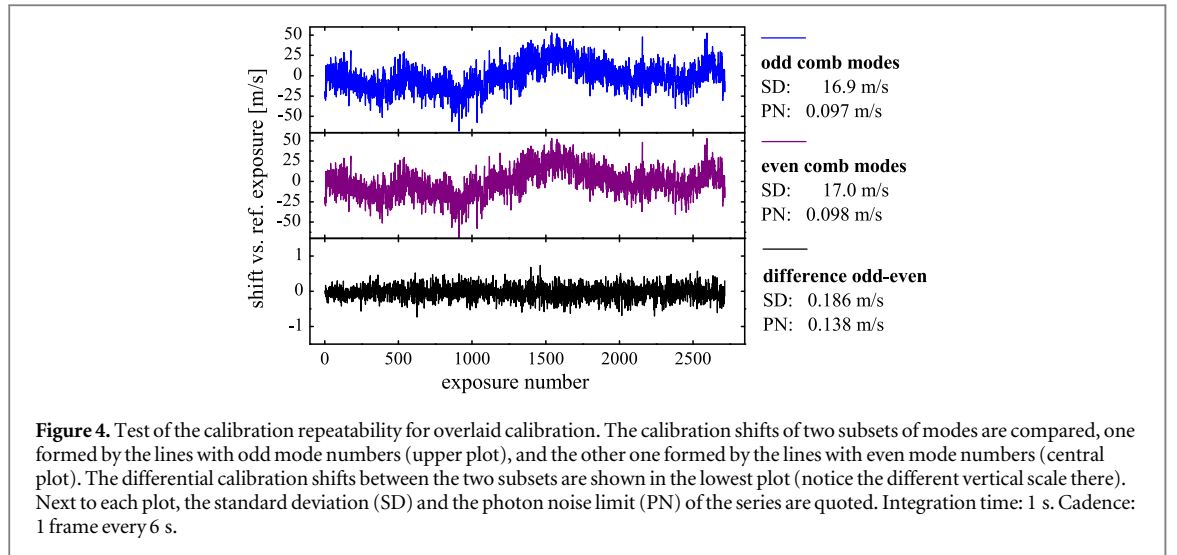 50
25
0
-25
-50
odd comb modes
SD: 16.9 m/s
PN: 0.097 m/s
50
25
0
-25
-50
even comb modes
SD: 17.0 m/s
PN: 0.098 m/s
1
0
-1
difference odd-even
SD: 0.186 m/s
PN: 0.138 m/s
shift vs. ref. exposure [m/s]
0 500 1000 1500 2000 2500
exposure number
Figure 4. Test of the calibration repeatability for overlaid calibration. The calibration shifts of two subsets of modes are compared, one
formed by the lines with odd mode numbers (upper plot), and the other one formed by the lines with even mode numbers (central
plot). The differential calibration shifts between the two subsets are shown in the lowest plot (notice the different vertical scale there).
Next to each plot, the standard deviation (SD) and the photon noise limit (PN) of the series are quoted. Integration time: 1 s. Cadence:
1 frame every 6 s.